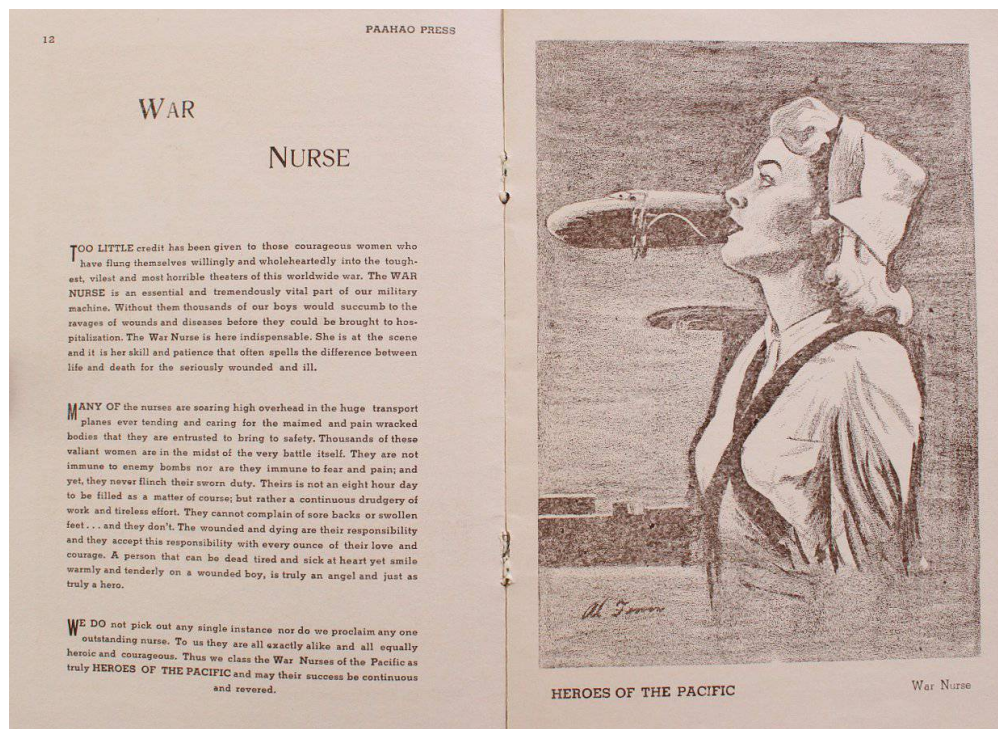 12
PAAHAO PRESS
WAR
NURSE
TOO LITTLE credit has been given to those courageous women who
have flung themselves willingly and wholeheartedly into the tough-
est, vilest and most horrible theaters of this worldwide war. The WAR
NURSE is an essential and tremendously vital part of our military
machine. Without them thousands of our boys would succumb to the
ravages of wounds and diseases before they could be brought to hos-
pitalization. The War Nurse is here indispensable. She is at the scene
and it is her skill and patience that often spells the difference between
life and death for the seriously wounded and ill.
MANY OF the nurses are soaring high overhead in the huge transport
planes ever tending and caring for the maimed and pain wracked
bodies that they are entrusted to bring to safety. Thousands of these
valiant women are in the midst of the very battle itself. They are not
immune to enemy bombs nor are they immune to fear and pain; and
yet, they never flinch their sworn duty. Theirs is not an eight hour day
to be filled as a matter of course; but rather a continuous drudgery of
work and tireless effort. They cannot complain of sore backs or swollen
feet . . . and they don't. The wounded and dying are their responsibility
and they accept this responsibility with every ounce of their love and
courage. A person that can be dead tired and sick at heart yet smile
warmly and tenderly on a wounded boy, is truly an angel and just as
truly a hero.
WE DO not pick out any single instance nor do we proclaim any one
outstanding nurse. To us they are all exactly alike and all equally
heroic and courageous. Thus we class the War Nurses of the Pacific as
truly HEROES OF THE PACIFIC and may their success be continuous
and revered.
Al
HEROES OF THE PACIFIC
War Nurse